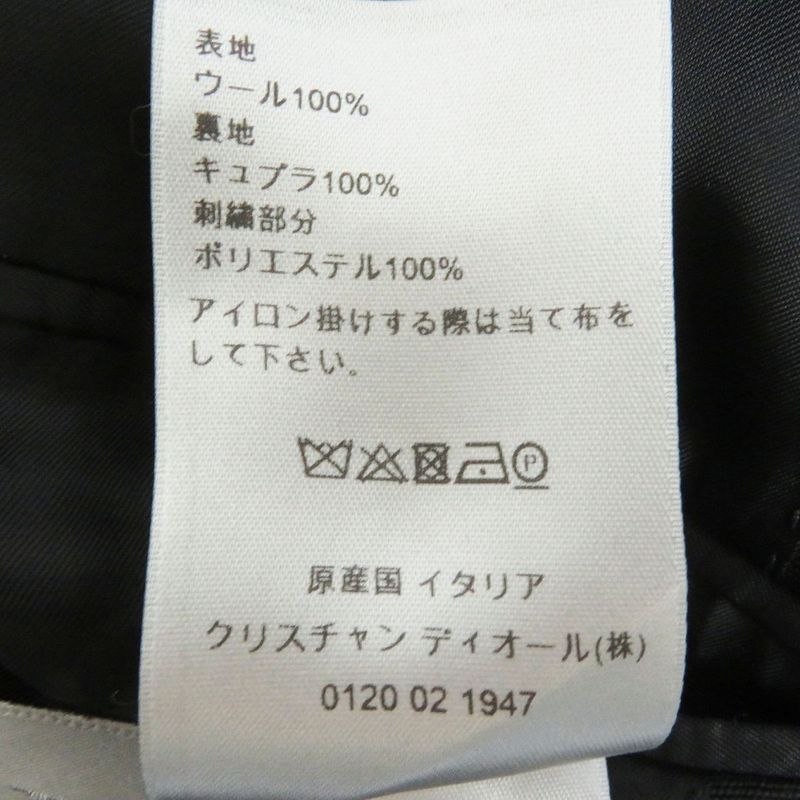 表地
ウール100%
裏地
キュプラ100%
刺繍部分
ポリエステル100%
アイロン掛けする際は当て布を
して下さい。
P
原産国 イタリア
クリスチャン ディオール(株)
0120 02 1947